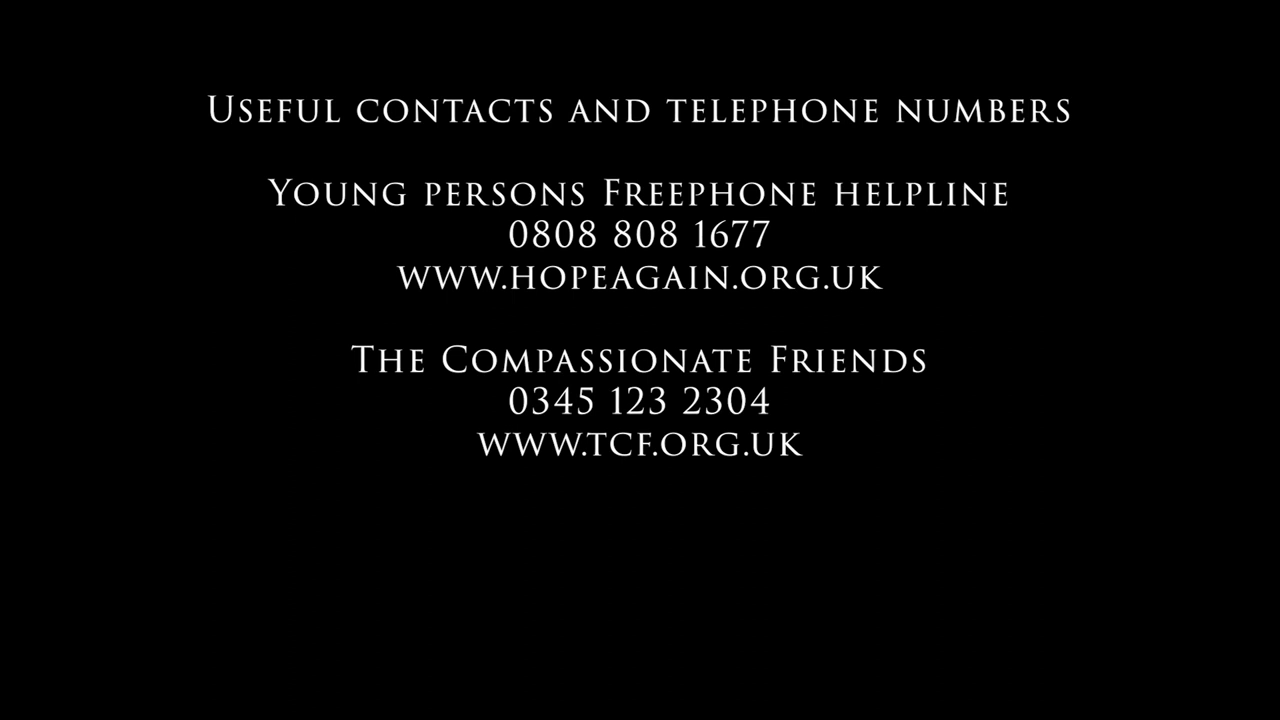 Useful contacts and telephone numbers
Young persons Freephone helpline
0808 808 1677
www.hopeagain.org.uk
The Compassionate Friends
0345 123 2304
www.tcf.org.uk